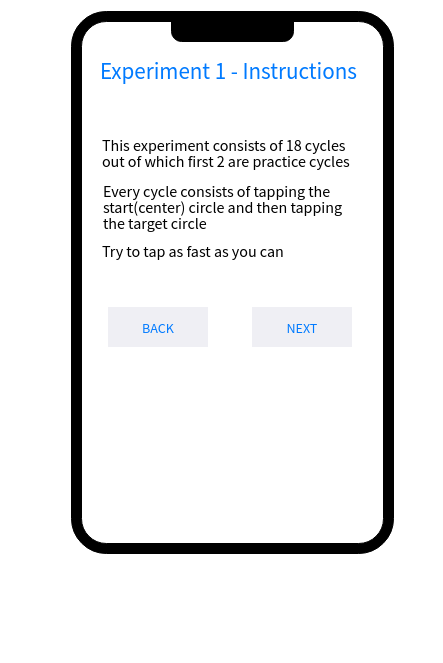 Experiment 1 - Instructions
This experiment consists of 18 cycles
out of which first 2 are practice cycles
Every cycle consists of tapping the
start(center) circle and then tapping
the target circle
Try to tap as fast as you can
BACK
NEXT